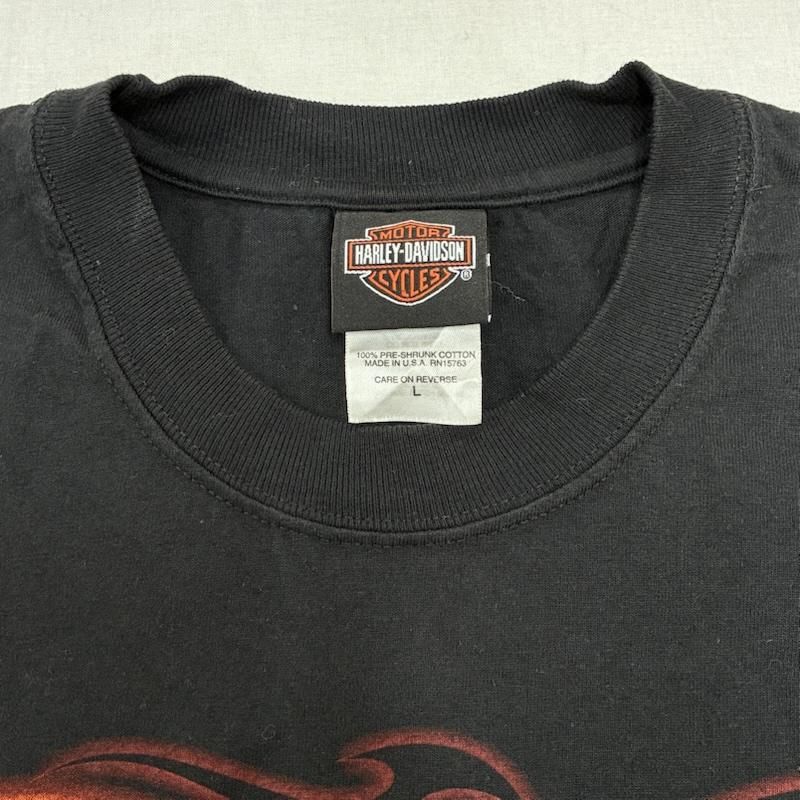 MOTOR
HARLEY-DAVIDSON
CYCLES
®
100% PRE-SHRUNK COTTON
MADE IN U.S.A. RN15763
CARE ON REVERSE
L